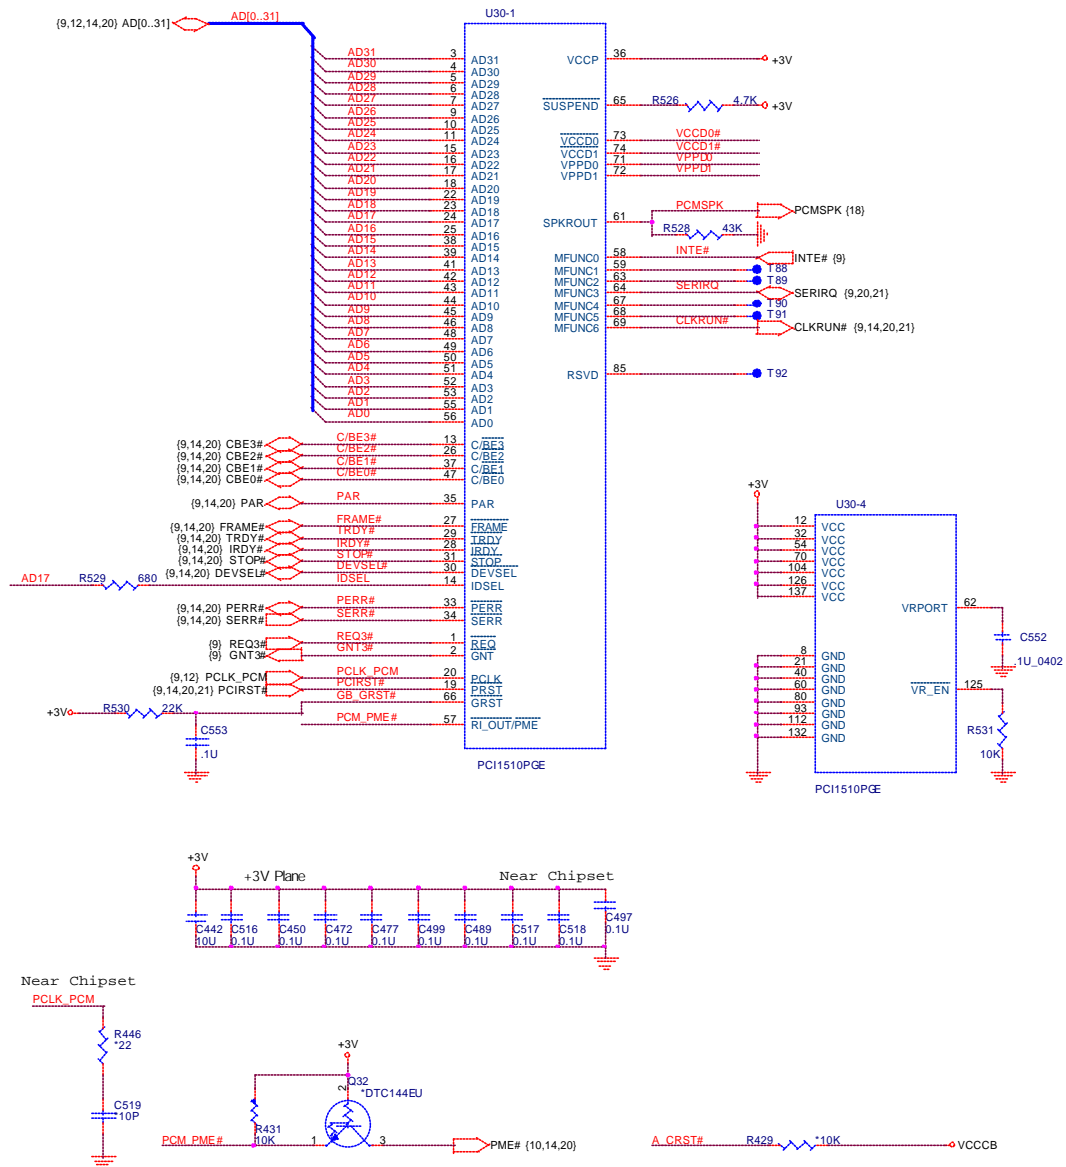 {9,12,14,20} AD[0..31]
AD[0..31]
U30-1
AD31 3 AD31
AD30 4 AD30
AD29 5 AD29
AD28 6 AD28
AD27 7 AD27
AD26 9 AD26
AD25 10 AD25
AD24 11 AD24
AD23 15 AD23
AD22 16 AD22
AD21 17 AD21
AD20 18 AD20
AD19 22 AD19
AD18 23 AD18
AD17 24 AD17
AD16 25 AD16
AD15 38 AD15
AD14 39 AD14
AD13 41 AD13
AD12 42 AD12
AD11 43 AD11
AD10 44 AD10
AD9 45 AD9
AD8 46 AD8
AD7 48 AD7
AD6 49 AD6
AD5 50 AD5
AD4 51 AD4
AD3 52 AD3
AD2 53 AD2
AD1 55 AD1
AD0 56 AD0
{9,14,20} CBE3# C/BE3# 13 C/BE3
{9,14,20} CBE2# C/BE2# 26 C/BE2
{9,14,20} CBE1# C/BE1# 37 C/BE1
{9,14,20} CBE0# C/BE0# 47 C/BE0
{9,14,20} PAR PAR 35 PAR
{9,14,20} FRAME# FRAME# 27 FRAME
{9,14,20} TRDY# TRDY# 29 TRDY
{9,14,20} IRDY# IRDY# 28 IRDY
{9,14,20} STOP# STOP# 31 STOP
{9,14,20} DEVSEL# DEVSEL# 30 DEVSEL
AD17 R529 680 IDSEL 14 IDSEL
{9,14,20} PERR# PERR# 33 PERR
{9,14,20} SERR# SERR# 34 SERR
{9} REQ3# REQ3# 1 REQ
{9} GNT3# GNT3# 2 GNT
{9,12} PCLK_PCM PCLK_PCM 20 PCLK
{9,14,20,21} PCIRST# PCIRST# 19 PRST
+3V R530 22K GB_GRST# 66 GRST
PCM_PME# 57 RI_OUT/PME
C553
.1U
PCI1510PGE
VCCP 36 +3V
SUSPEND 65 R526 4.7K +3V
VCCD0 73 VCCD0#
VCCD1 74 VCCD1#
VPPD0 71 VPPD0
VPPD1 72 VPPD1
SPKROUT 61 PCMSPK PCMSPK {18}
R528 43K
MFUNC0 58 INTE# INTE# {9}
MFUNC1 59 T88
MFUNC2 63 T89
MFUNC3 64 SERIRQ SERIRQ {9,20,21}
MFUNC4 67 T90
MFUNC5 68 T91
MFUNC6 69 CLKRUN# CLKRUN# {9,14,20,21}
RSVD 85 T92
+3V
U30-4
12 VCC
32 VCC
54 VCC
70 VCC
104 VCC
126 VCC
137 VCC
8 GND
21 GND
40 GND
60 GND
80 GND
93 GND
112 GND
132 GND
VRPORT 62
C552
.1U_0402
VR_EN 125
R531
10K
PCI1510PGE
+3V
+3V Plane
Near Chipset
C442 C516 C450 C472 C477 C499 C489 C517 C518 C497
10U 0.1U 0.1U 0.1U 0.1U 0.1U 0.1U 0.1U 0.1U 0.1U
Near Chipset
PCLK_PCM
R446
*22
C519
*10P
+3V
Q32
*DTC144EU
2
R431
10K
PCM_PME# 1 3 PME# {10,14,20}
A_CRST# R429 *10K VCCCB